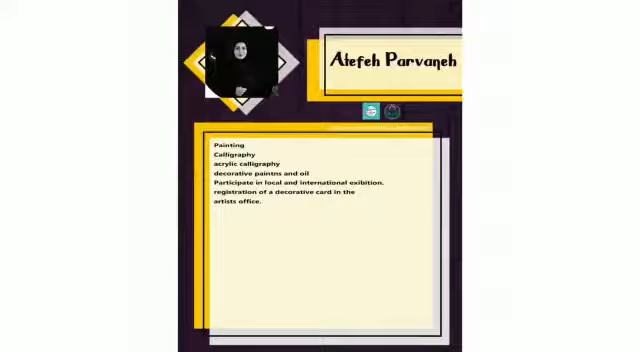 Atefeh Parvaneh
Painting
Calligraphy
acrylic calligraphy
decorative paintns and oil
Participate in local and international exibition.
registration of a decorative card in the
artists office.